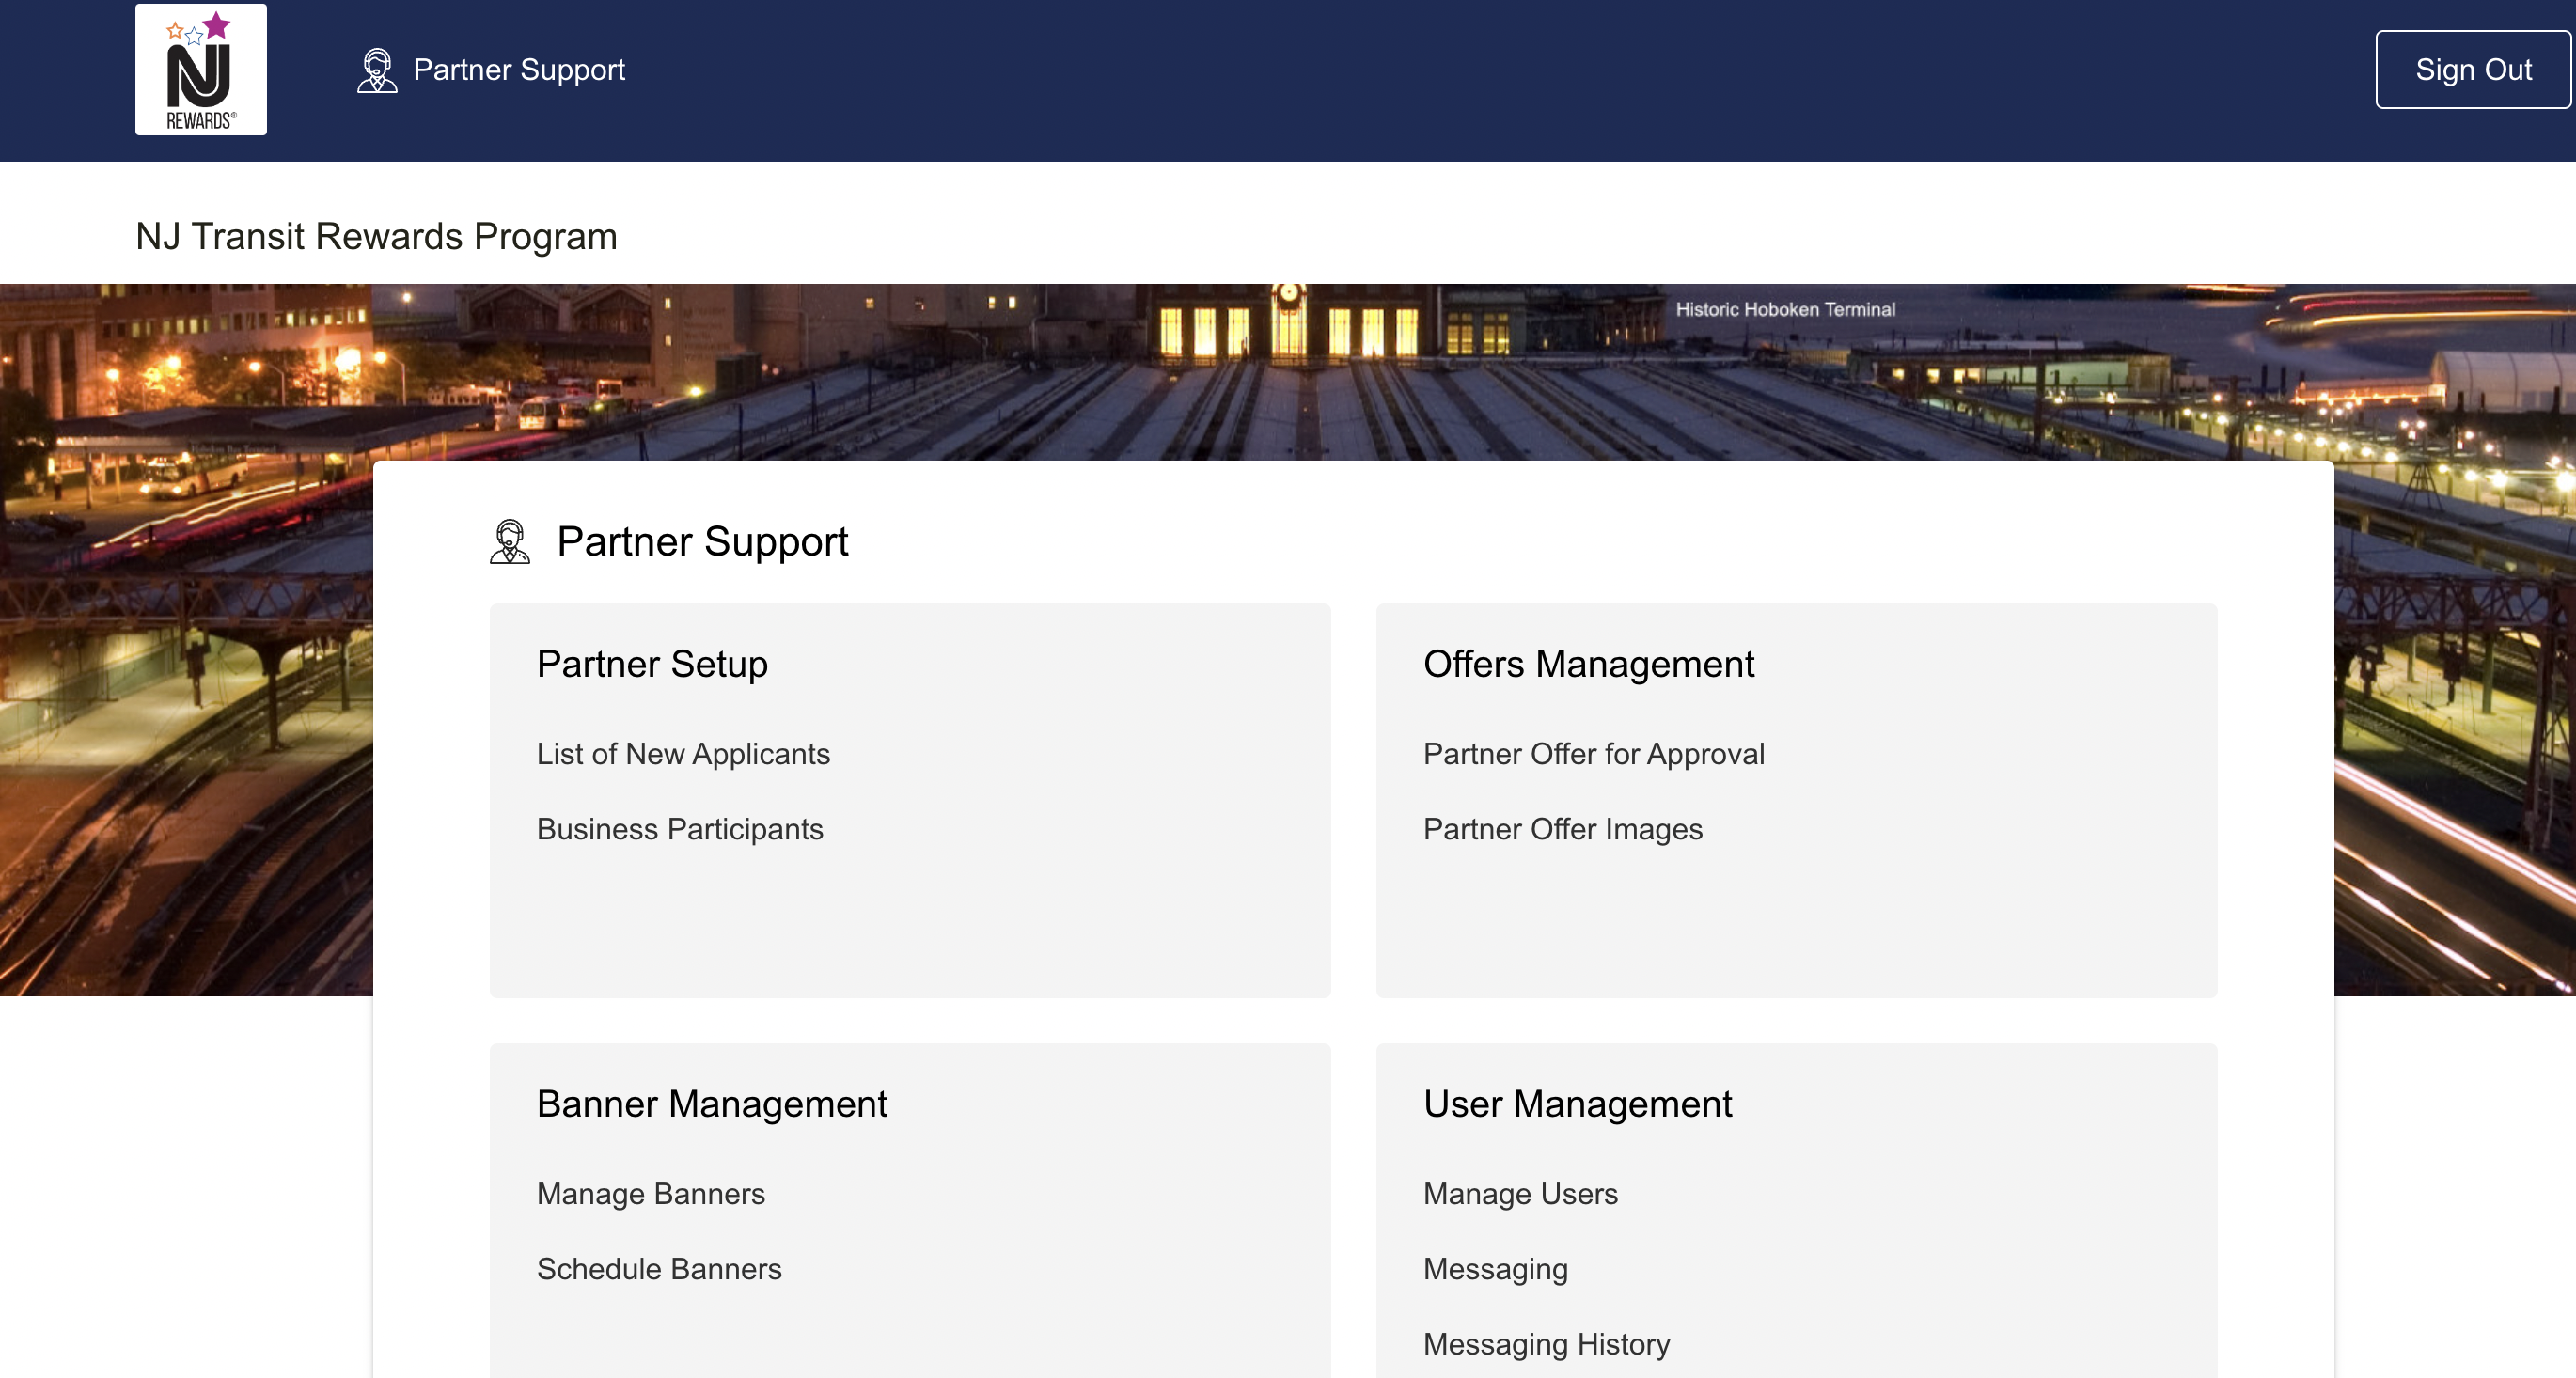 NJ
REWARDS®
Partner Support
Sign Out
NJ Transit Rewards Program
Historic Hoboken Terminal
Partner Support
Partner Setup
List of New Applicants
Business Participants
Offers Management
Partner Offer for Approval
Partner Offer Images
Banner Management
Manage Banners
Schedule Banners
User Management
Manage Users
Messaging
Messaging History